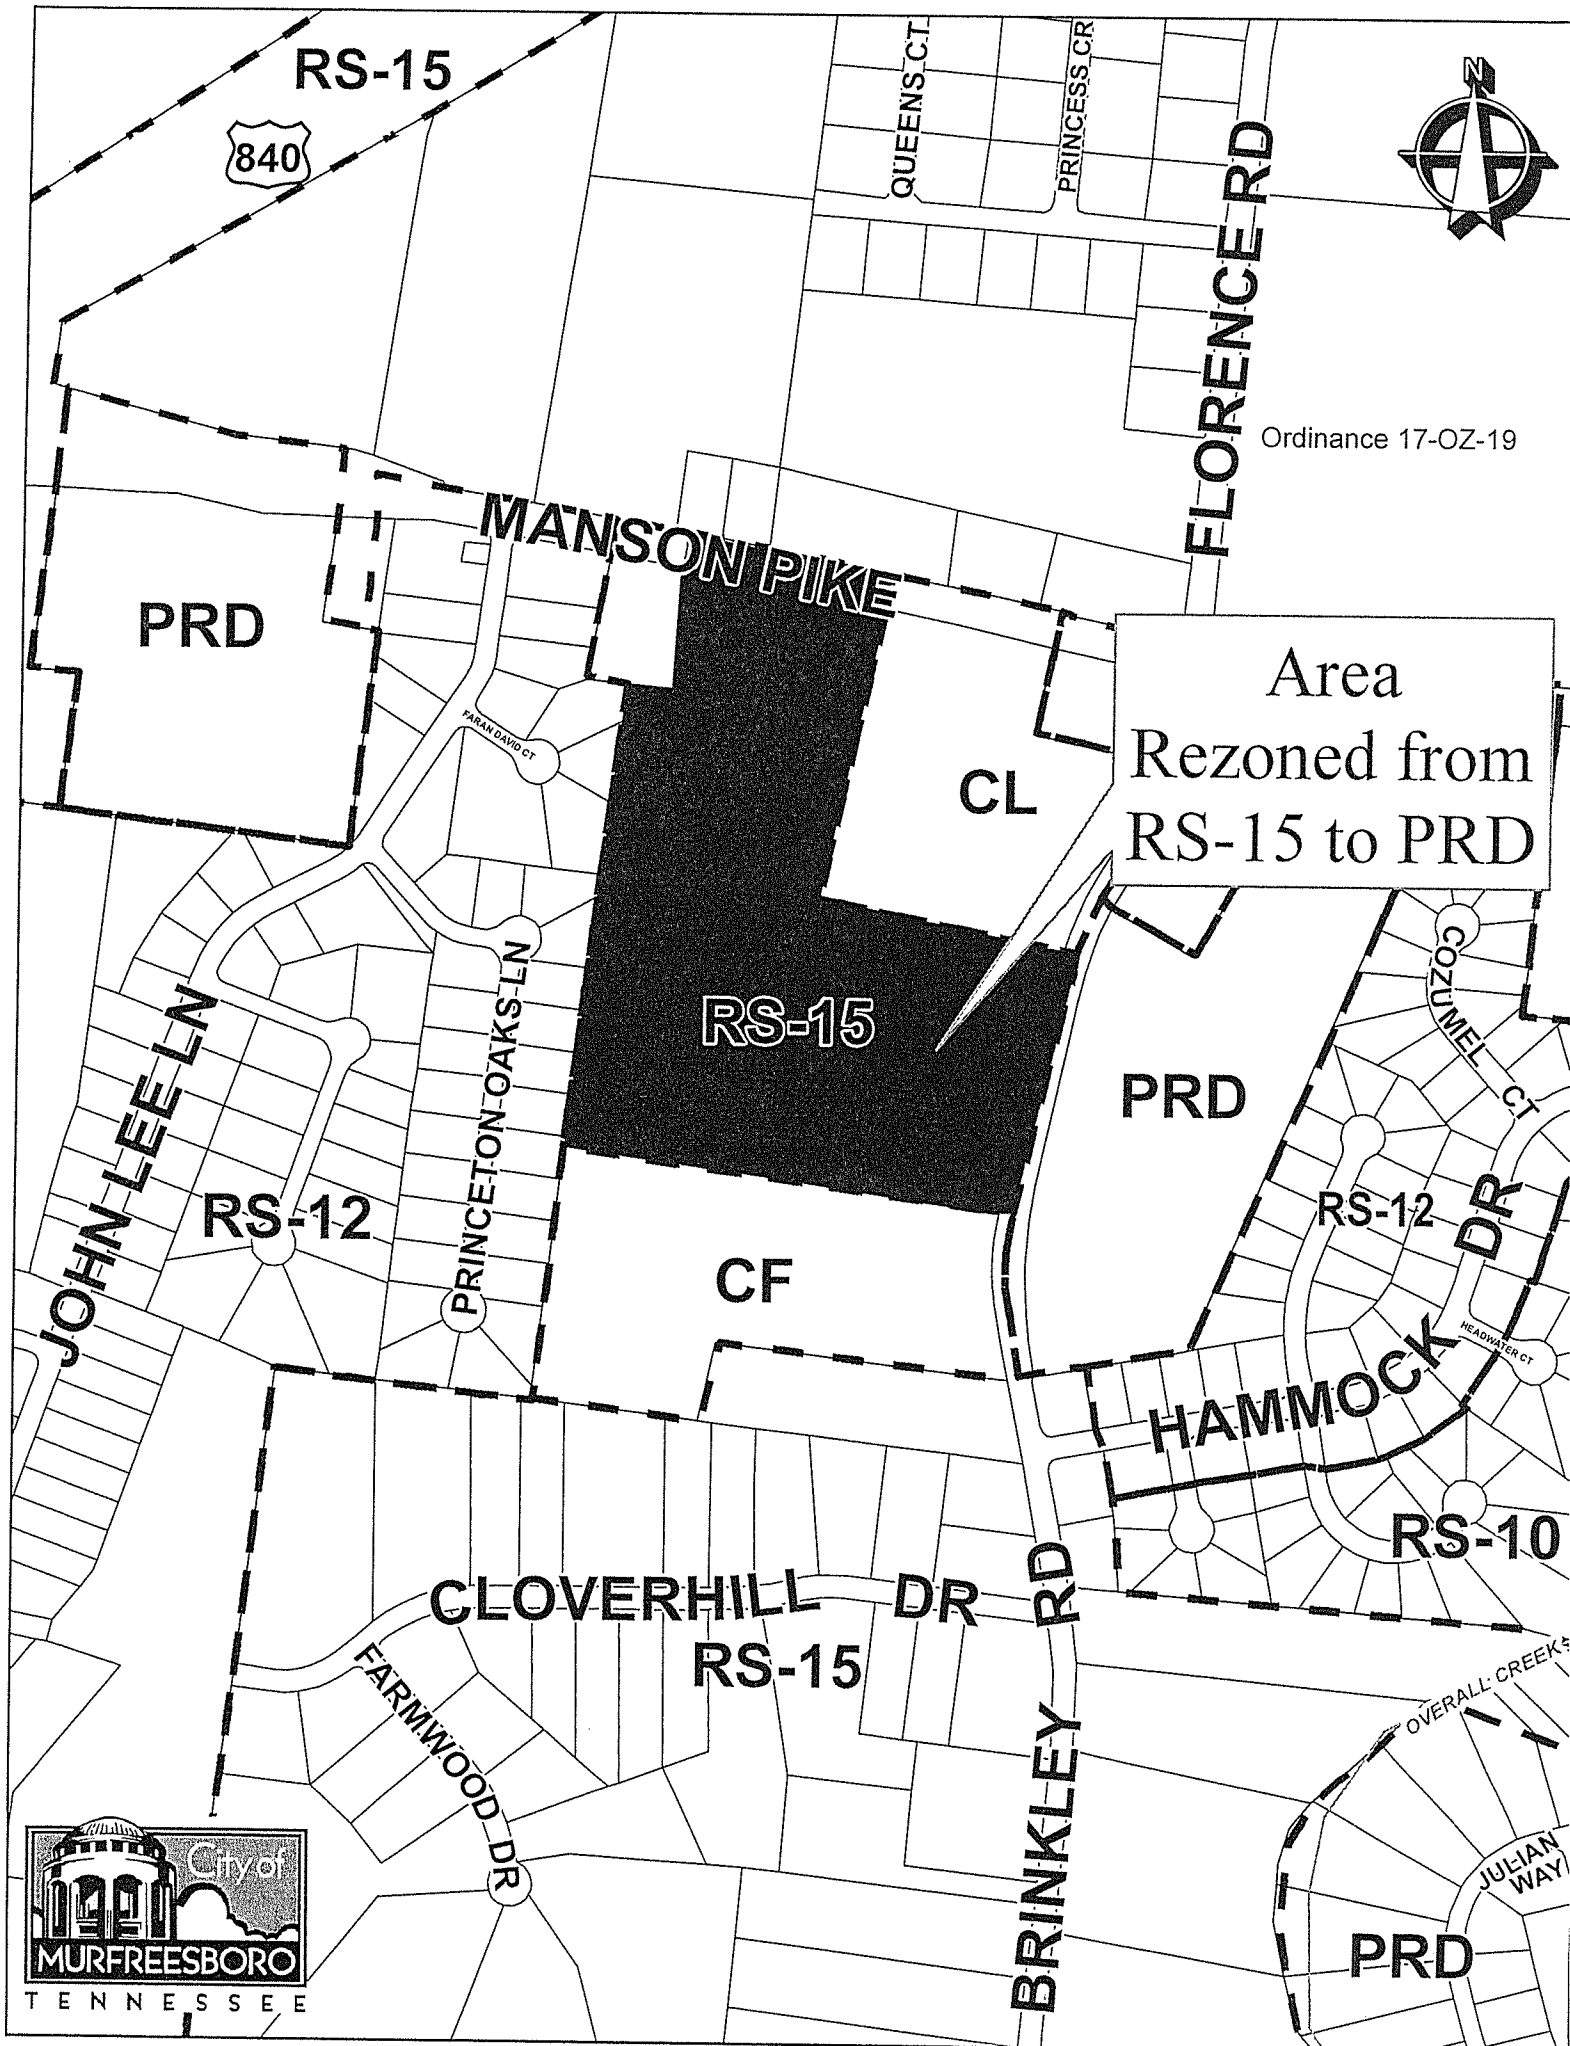 RS-15
840
QUEENS CT
PRINCESS CR
N
FLORENCE RD
Ordinance 17-OZ-19
MANSON PIKE
PRD
Area
Rezoned from
RS-15 to PRD
FARAN DAVID CT
CL
COZUMEL CT
PRINCETON OAKS LN
RS-15
JOHN LEE LN
PRD
RS-12
RS-12
CF
HAMMOCK DR
HEADWATER CT
RS-10
CLOVERHILL DR
RS-15
BRINKLEY RD
FARMWOOD DR
OVERALL CREEK
JULIAN
WAY
PRD
City of
MURFREESBORO
TENNESSEE